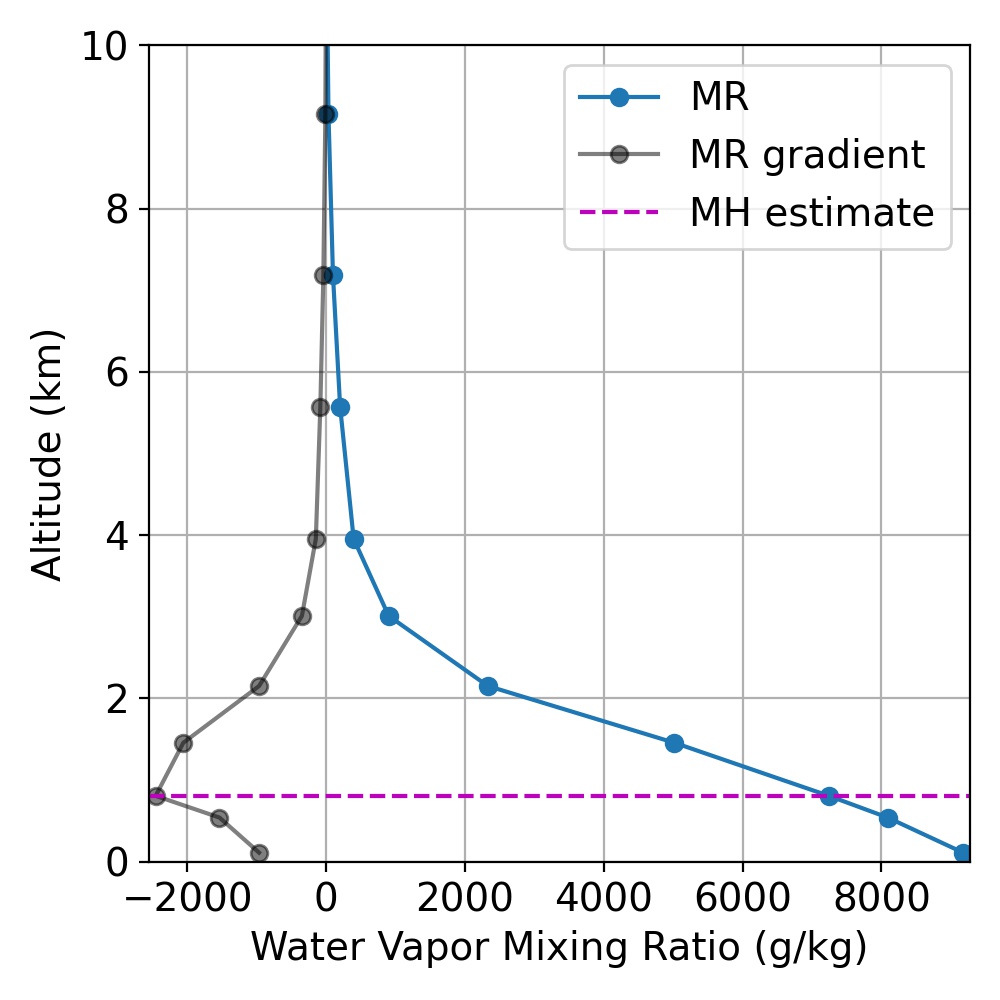 10
8
6
4
2
0
Altitude (km)
MR
MR gradient
MH estimate
−2000 0 2000 4000 6000 8000
Water Vapor Mixing Ratio (g/kg)